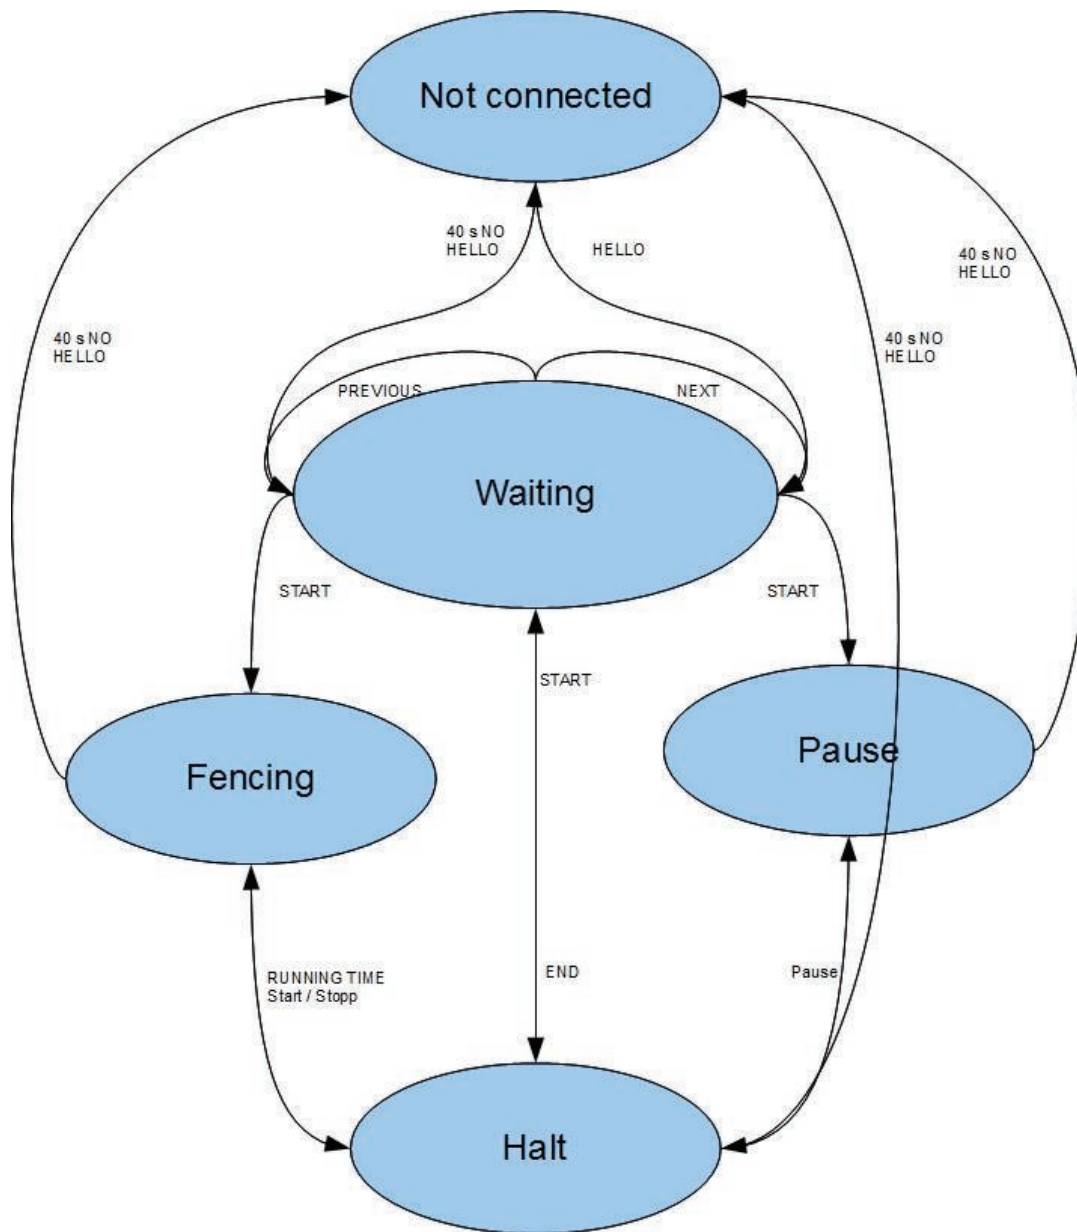 Not connected
40 s NO
HELLO
HELLO
40 s NO
HELLO
40 s NO
HELLO
40 s NO
HELLO
PREVIOUS
NEXT
Waiting
START
START
START
Pause
Fencing
RUNNING TIME
Start / Stopp
END
Pause
Halt